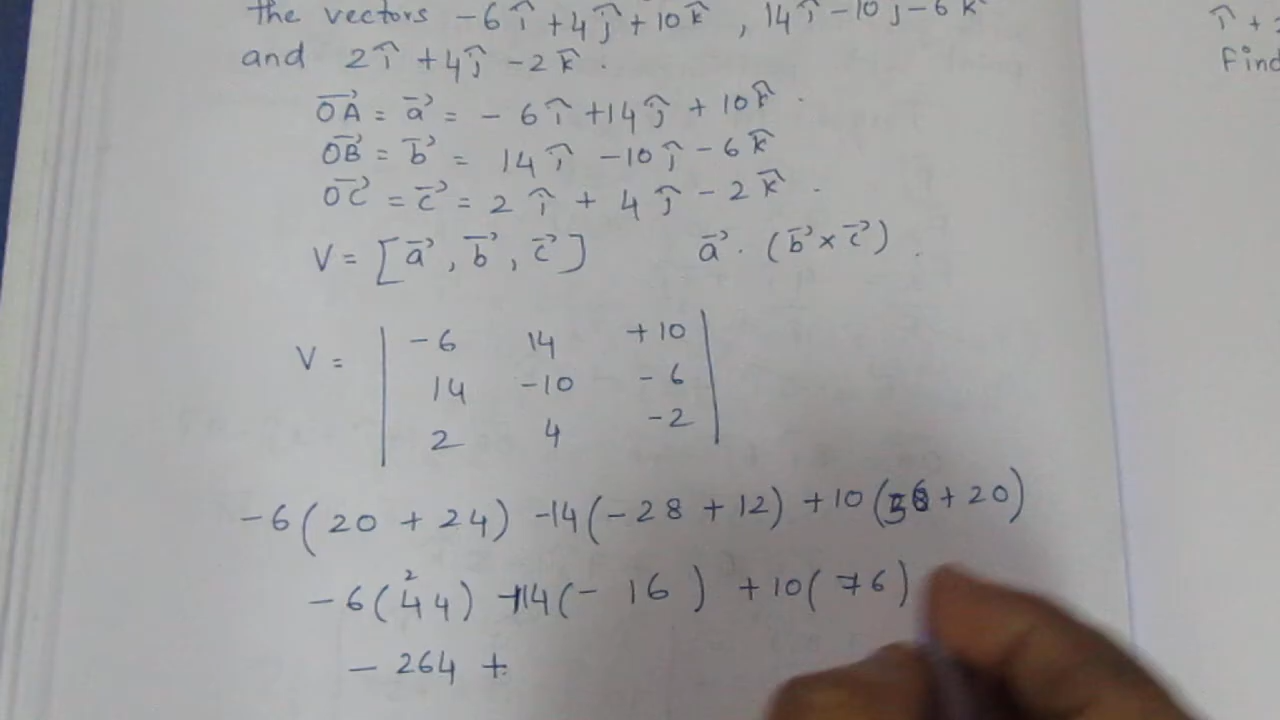 the vectors -6î + 4ĵ + 10k̂ , 14î - 10ĵ - 6k̂
and 2î + 4ĵ - 2k̂ .
OA⃗ = a⃗ = - 6î + 14ĵ + 10k̂ .
OB⃗ = b⃗ = 14î - 10ĵ - 6k̂
OC⃗ = c⃗ = 2î + 4ĵ - 2k̂ .
V = [a⃗ , b⃗ , c⃗] a⃗ . (b⃗ × c⃗) .
V = | -6 14 +10 |
| 14 -10 -6 |
| 2 4 -2 |
-6(20 + 24) -14(-28 + 12) +10(56 + 20)
-6(44) -14(-16) +10(76)
2
- 264 +
î +
Find